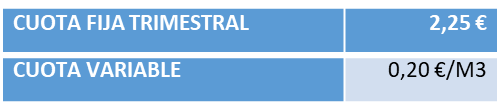 CUOTA FIJA TRIMESTRAL 2,25 €
CUOTA VARIABLE 0,20 €/M3